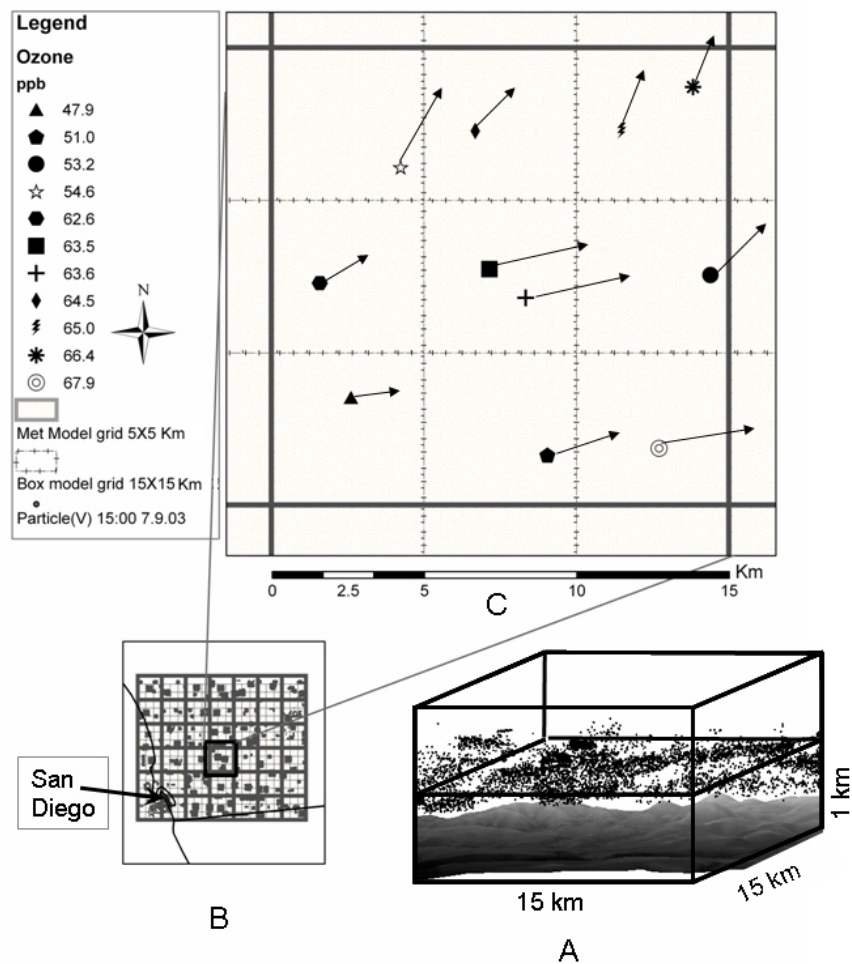 Legend
Ozone
ppb
47.9
51.0
53.2
54.6
62.6
63.5
63.6
64.5
65.0
66.4
67.9
N
Met Model grid 5X5 Km
Box model grid 15X15 Km
Particle(V) 15:00 7.9.03
Km
0 2.5 5 10 15
C
San
Diego
B
1 km
15 km
15 km
A